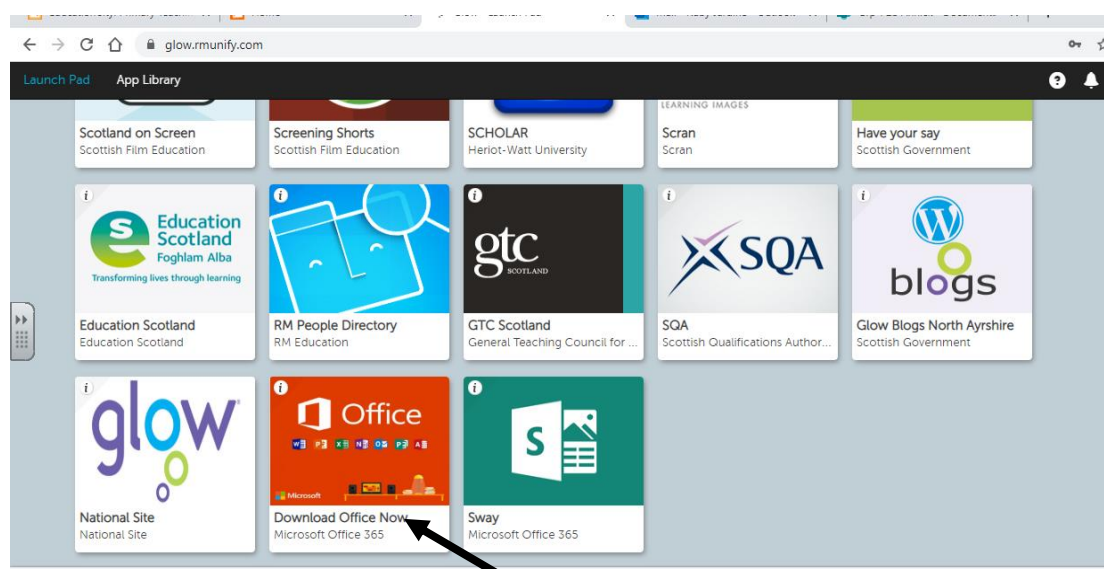 glow.rmunify.com
Launch Pad App Library
LEARNING IMAGES
Scotland on Screen
Scottish Film Education
Screening Shorts
Scottish Film Education
SCHOLAR
Heriot-Watt University
Scran
Scran
Have your say
Scottish Government
Education
Scotland
Foghlam Alba
Transforming lives through learning
Education Scotland
Education Scotland
RM People Directory
RM Education
gtc
SCOTLAND
GTC Scotland
General Teaching Council for ...
SQA
SQA
Scottish Qualifications Author...
blogs
Glow Blogs North Ayrshire
Scottish Government
glow
National Site
National Site
Office
Microsoft
Download Office Now
Microsoft Office 365
S
Sway
Microsoft Office 365